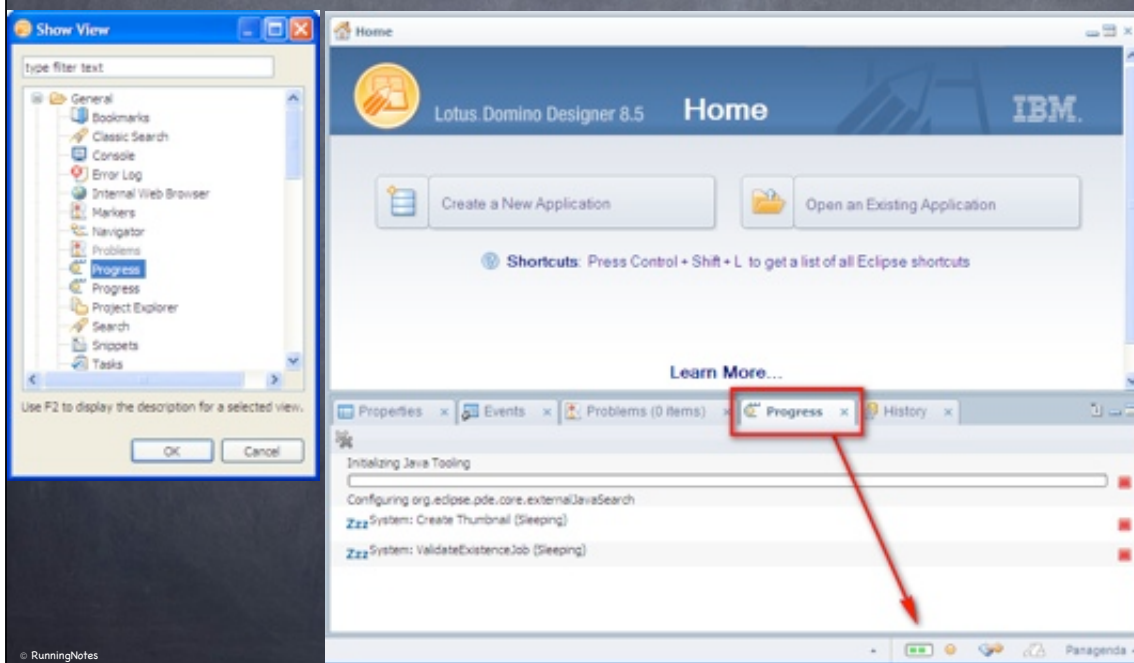 Show View
type filter text
General
Bookmarks
Classic Search
Console
Error Log
Internal Web Browser
Markers
Navigator
Problems
Progress
Progress
Project Explorer
Search
Snippets
Tasks
Use F2 to display the description for a selected view.
OK Cancel
Home
Lotus. Domino Designer 8.5 Home IBM.
Create a New Application Open an Existing Application
Shortcuts: Press Control + Shift + L to get a list of all Eclipse shortcuts
Learn More...
Properties Events Problems (0 items) Progress History
Initializing Java Tooling
Configuring org.eclipse.pde.core.externalJavaSearch
Zzz System: Create Thumbnail (Sleeping)
Zzz System: ValidateExistenceJob (Sleeping)
Panagenda
© RunningNotes